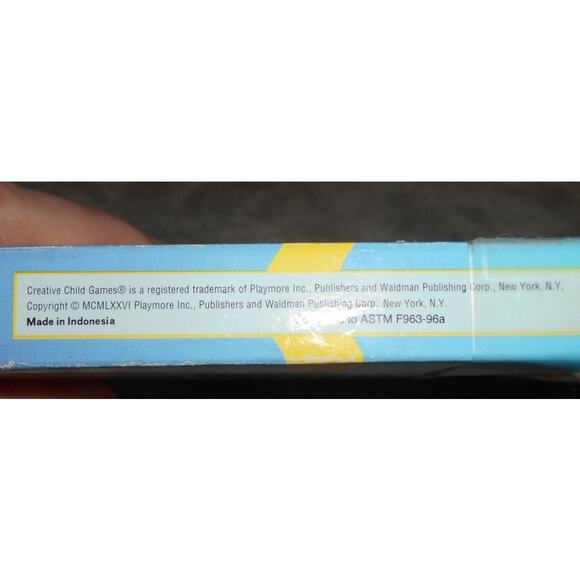 Creative Child Games® is a registered trademark of Playmore Inc., Publishers and Waldman Publishing Corp., New York, N.Y.
Copyright © MCMLXXVI Playmore Inc., Publishers and Waldman Publishing Corp. New York, N.Y.
Made in Indonesia to ASTM F963-96a